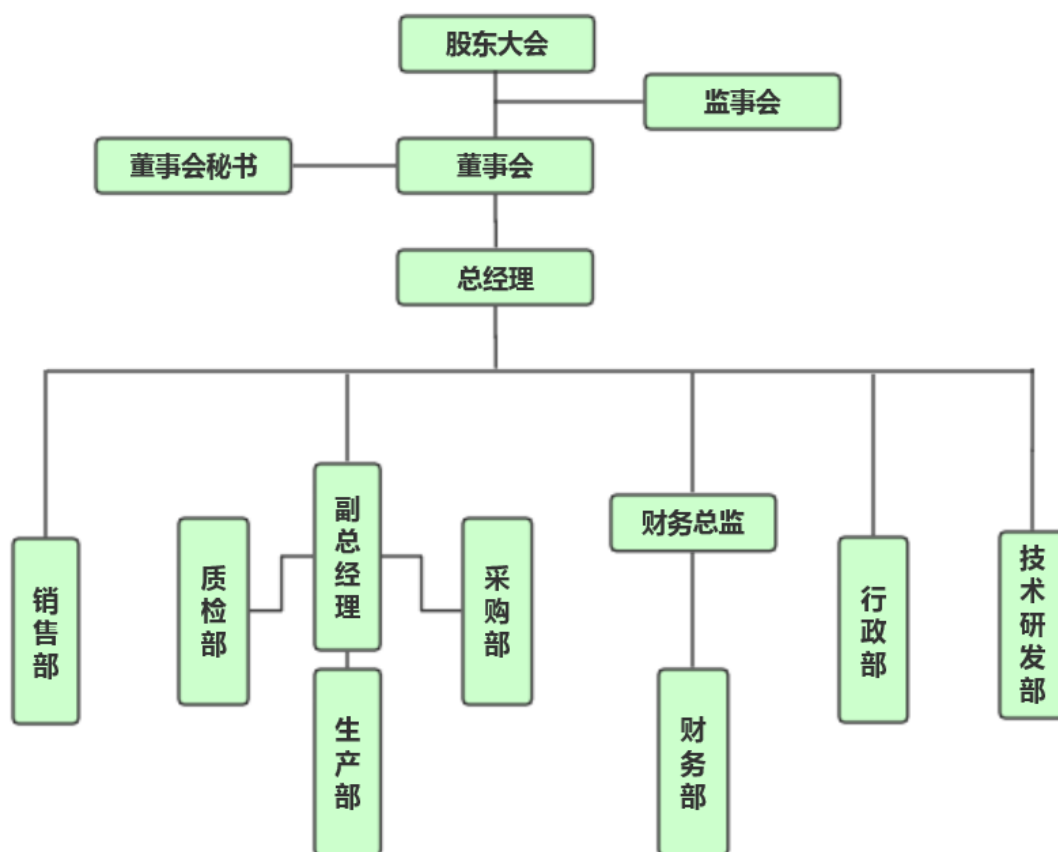 股东大会
监事会
董事会秘书
董事会
总经理
销售部
质检部
副总经理
采购部
财务总监
行政部
技术研发部
生产部
财务部